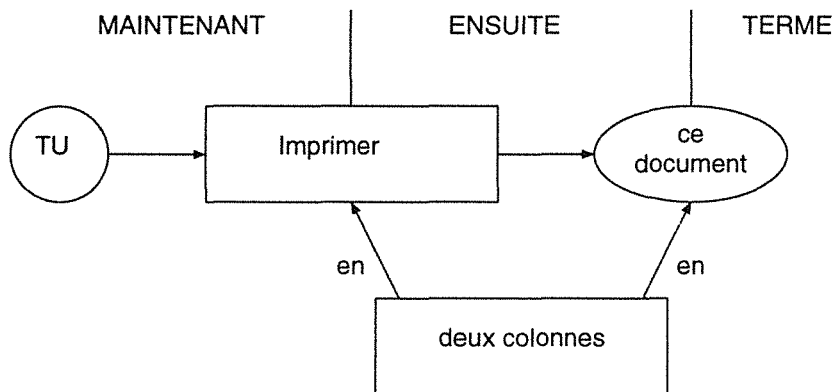 MAINTENANT ENSUITE TERME
TU
Imprimer
ce
document
en
en
deux colonnes